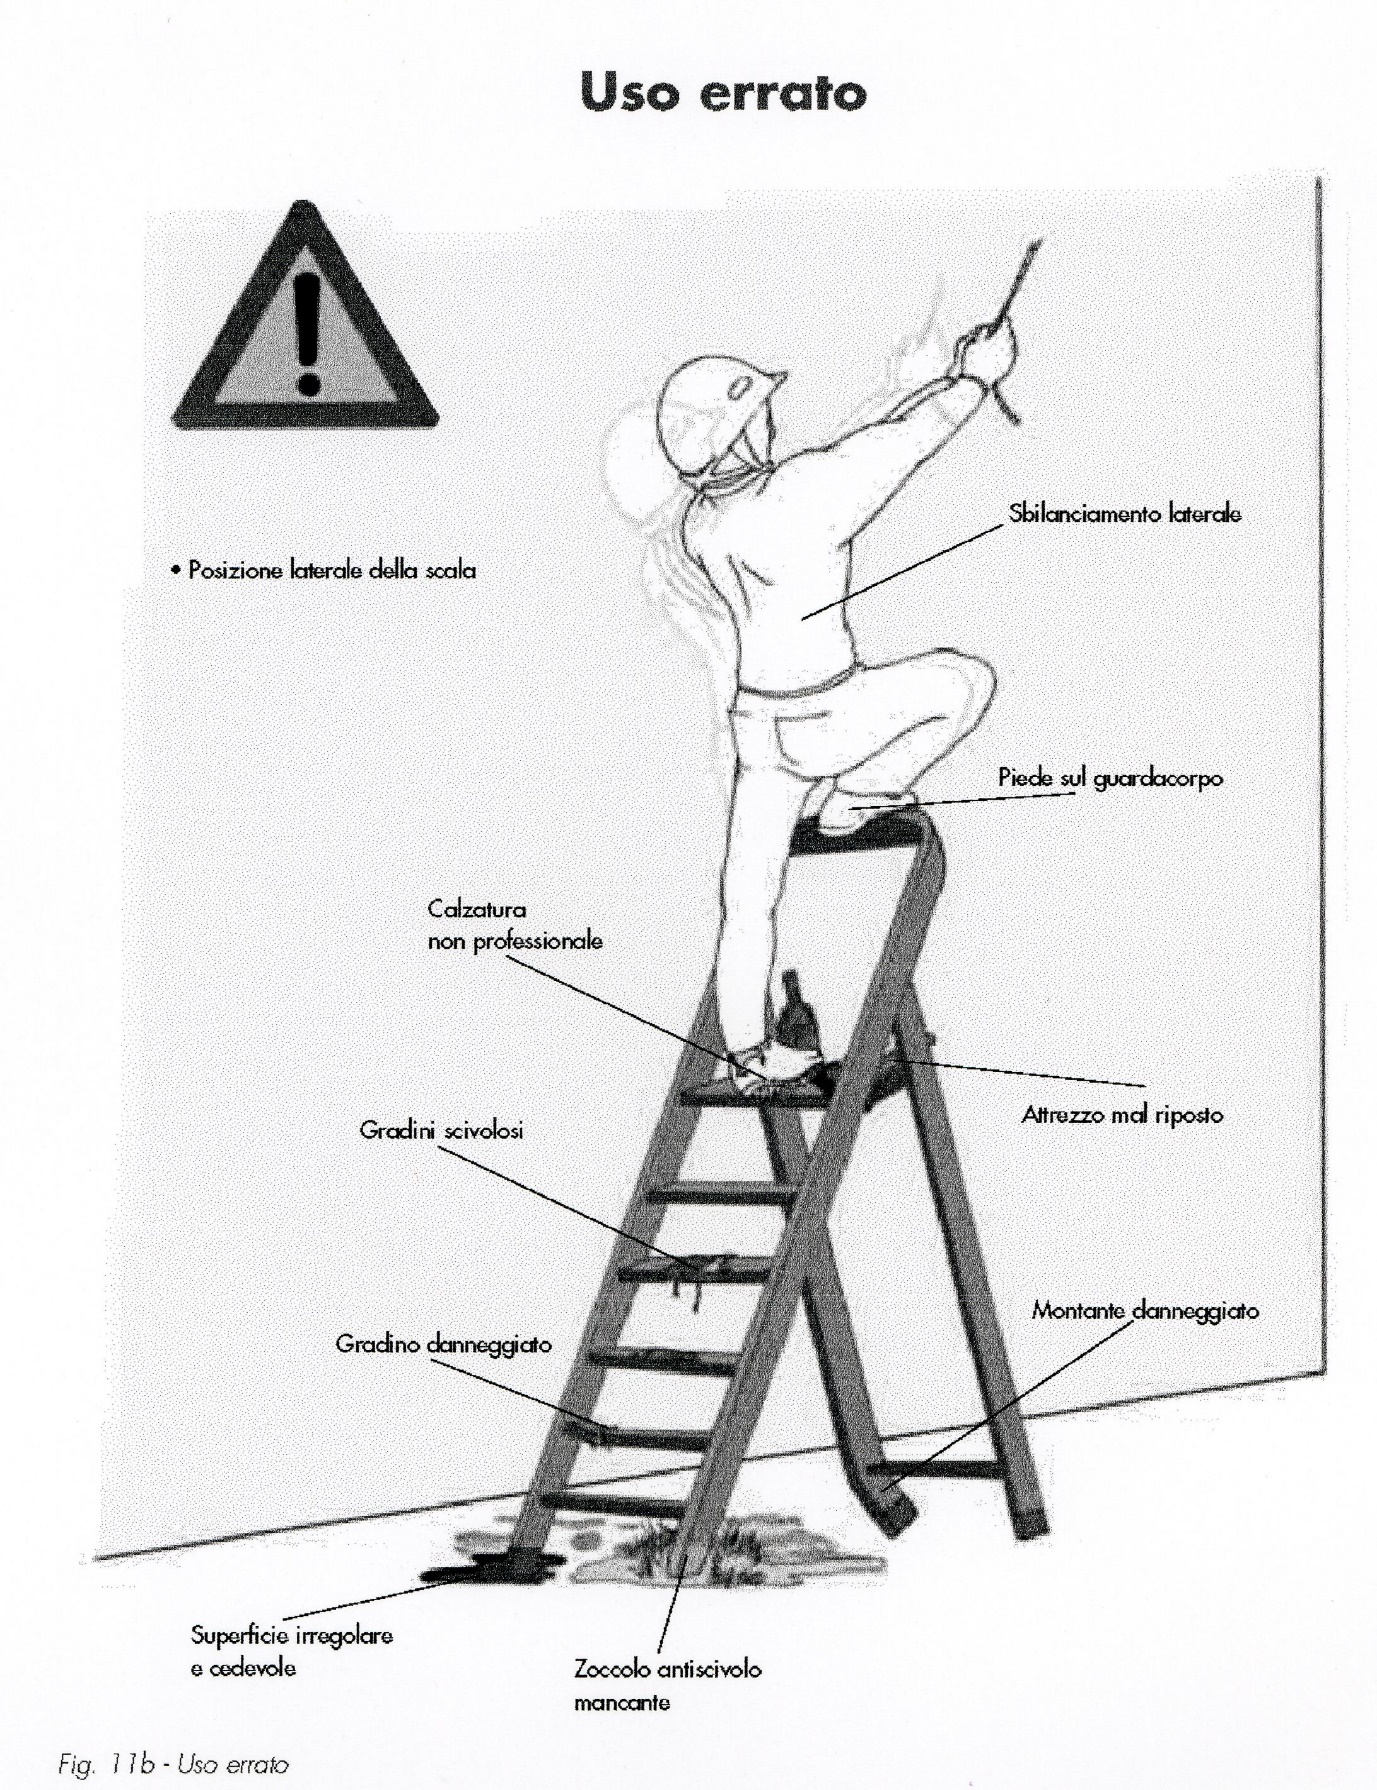 Uso errato
• Posizione laterale della scala
Sbilanciamento laterale
Piede sul guardacorpo
Calzatura
non professionale
Attrezzo mal riposto
Gradini scivolosi
Montante danneggiato
Gradino danneggiato
Superficie irregolare
e cedevole
Zoccolo antiscivolo
mancante
Fig. 11b - Uso errato